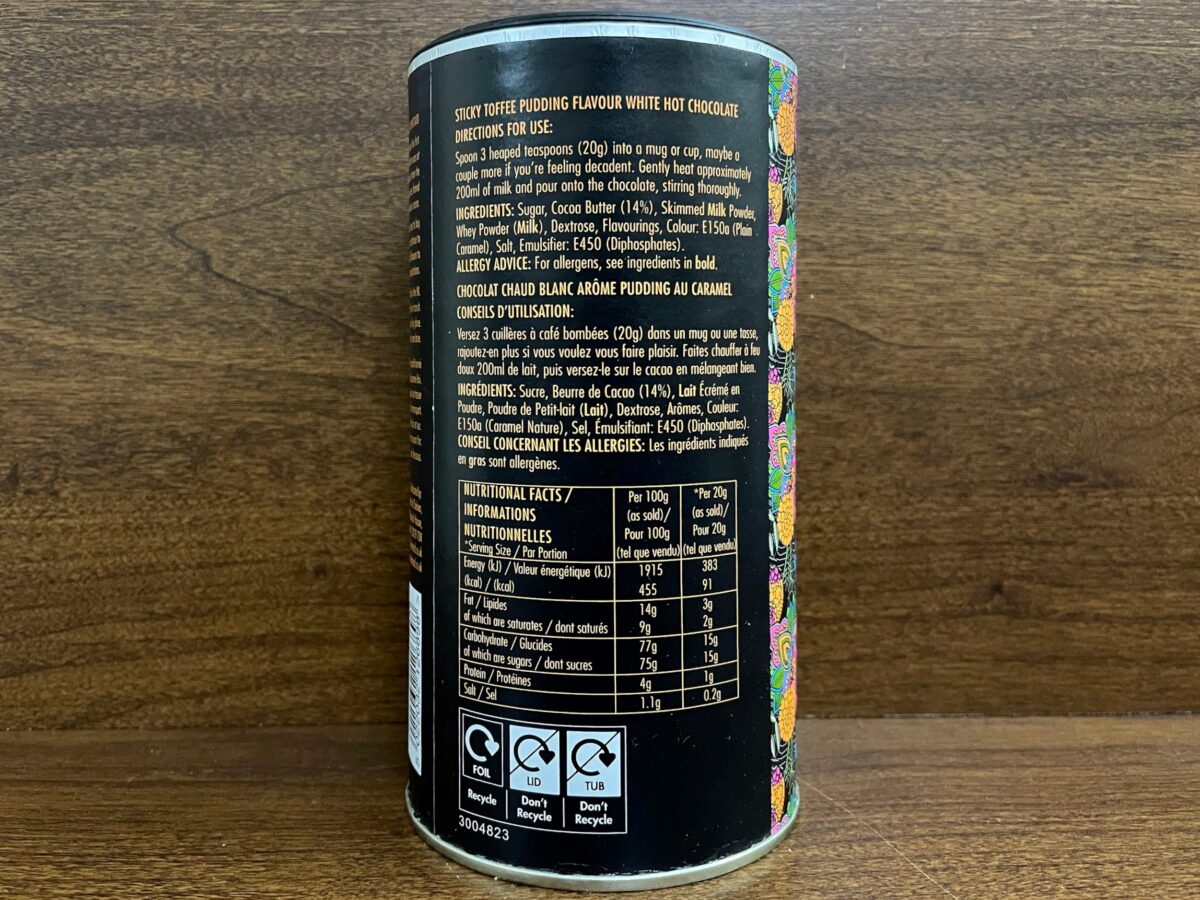 STICKY TOFFEE PUDDING FLAVOUR WHITE HOT CHOCOLATE
DIRECTIONS FOR USE:
Spoon 3 heaped teaspoons (20g) into a mug or cup, maybe a
couple more if you're feeling decadent. Gently heat approximately
200ml of milk and pour onto the chocolate, stirring thoroughly.
INGREDIENTS: Sugar, Cocoa Butter (14%), Skimmed Milk Powder,
Whey Powder (Milk), Dextrose, Flavourings, Colour: E150a (Plain
Caramel), Salt, Emulsifier: E450 (Diphosphates).
ALLERGY ADVICE: For allergens, see ingredients in bold.
CHOCOLAT CHAUD BLANC ARÔME PUDDING AU CARAMEL
CONSEILS D'UTILISATION:
Versez 3 cuillères à café bombées (20g) dans un mug ou une tasse,
rajoutez-en plus si vous voulez vous faire plaisir. Faites chauffer à feu
doux 200ml de lait, puis versez-le sur le cacao en mélangeant bien.
INGRÉDIENTS: Sucre, Beurre de Cacao (14%), Lait Écrémé en
Poudre, Poudre de Petit-lait (Lait), Dextrose, Arômes, Couleur:
E150a (Caramel Nature), Sel, Émulsifiant: E450 (Diphosphates).
CONSEIL CONCERNANT LES ALLERGIES: Les ingrédients indiqués
en gras sont allergènes.
NUTRITIONAL FACTS / Per 100g *Per 20g
INFORMATIONS (as sold)/ (as sold)/
NUTRITIONNELLES Pour 100g Pour 20g
*Serving Size / Par Portion (tel que vendu) (tel que vendu)
Energy (kJ) / Valeur énergétique (kJ) 1915 383
(kcal) / (kcal) 455 91
Fat / Lipides 14g 3g
of which are saturates / dont saturés 9g 2g
Carbohydrate / Glucides 77g 15g
of which are sugars / dont sucres 75g 15g
Protein / Protéines 4g 1g
Salt / Sel 1.1g 0.2g
FOIL LID TUB
Recycle Don't Don't
Recycle Recycle
3004823